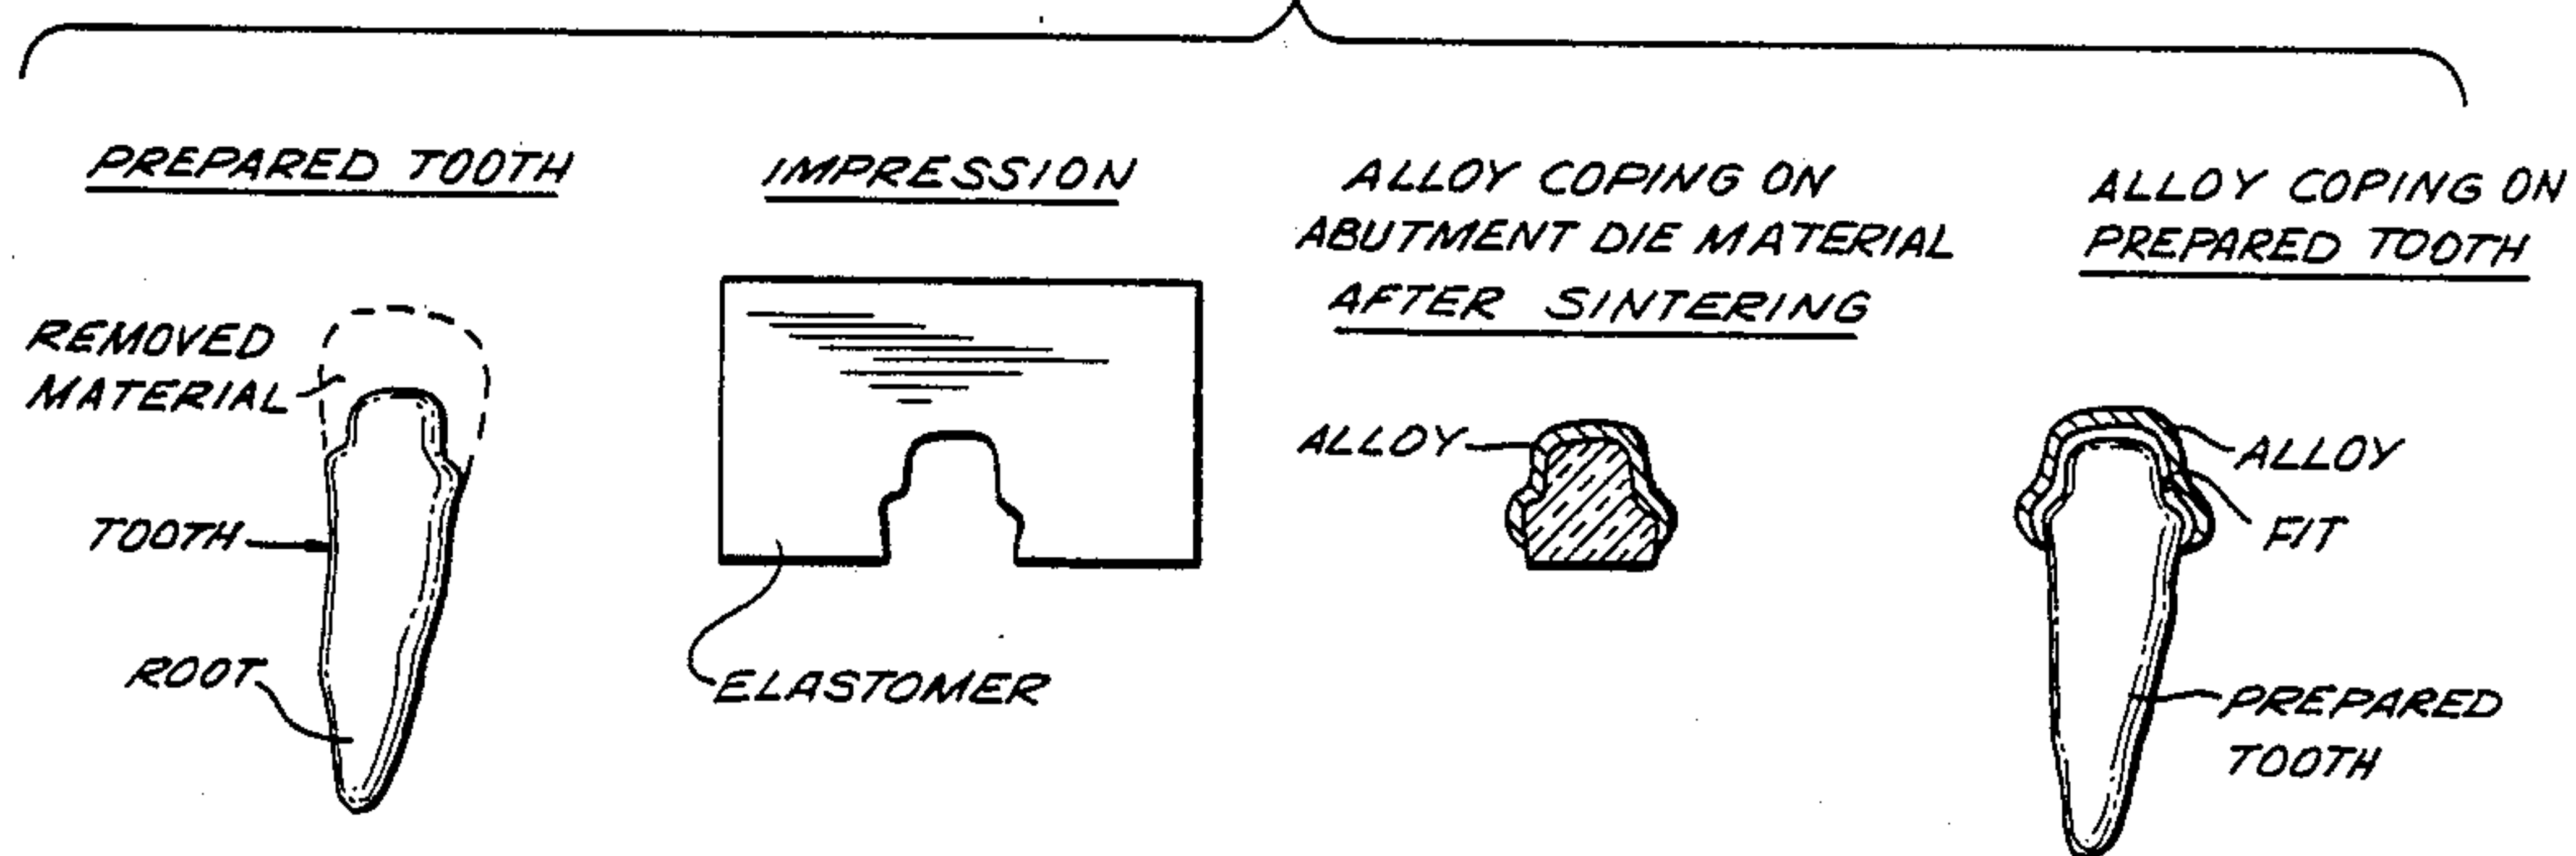 PREPARED TOOTH
REMOVED
MATERIAL
TOOTH
ROOT
IMPRESSION
ELASTOMER
ALLOY COPING ON
ABUTMENT DIE MATERIAL
AFTER SINTERING
ALLOY
ALLOY COPING ON
PREPARED TOOTH
ALLOY
FIT
PREPARED
TOOTH